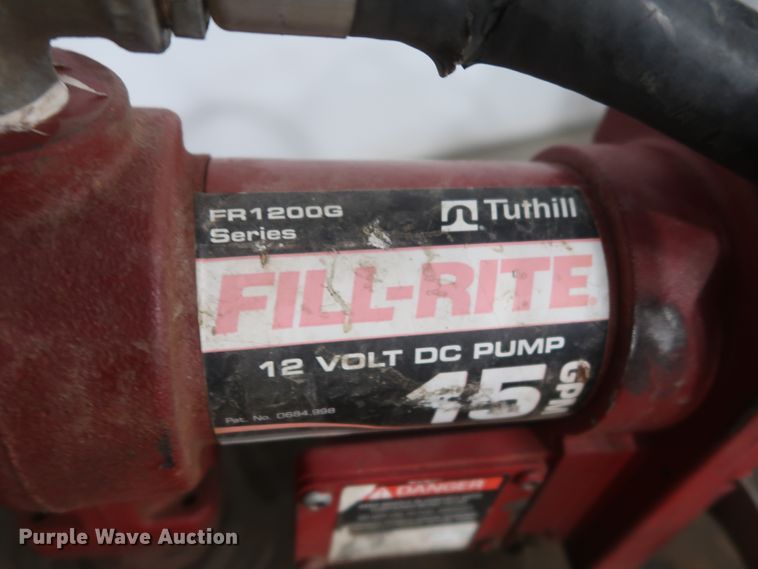 FR1200G
Series
Tuthill
FILL-RITE®
12 VOLT DC PUMP
15 GPM
Pat. No. 0684,998
DANGER
Purple Wave Auction